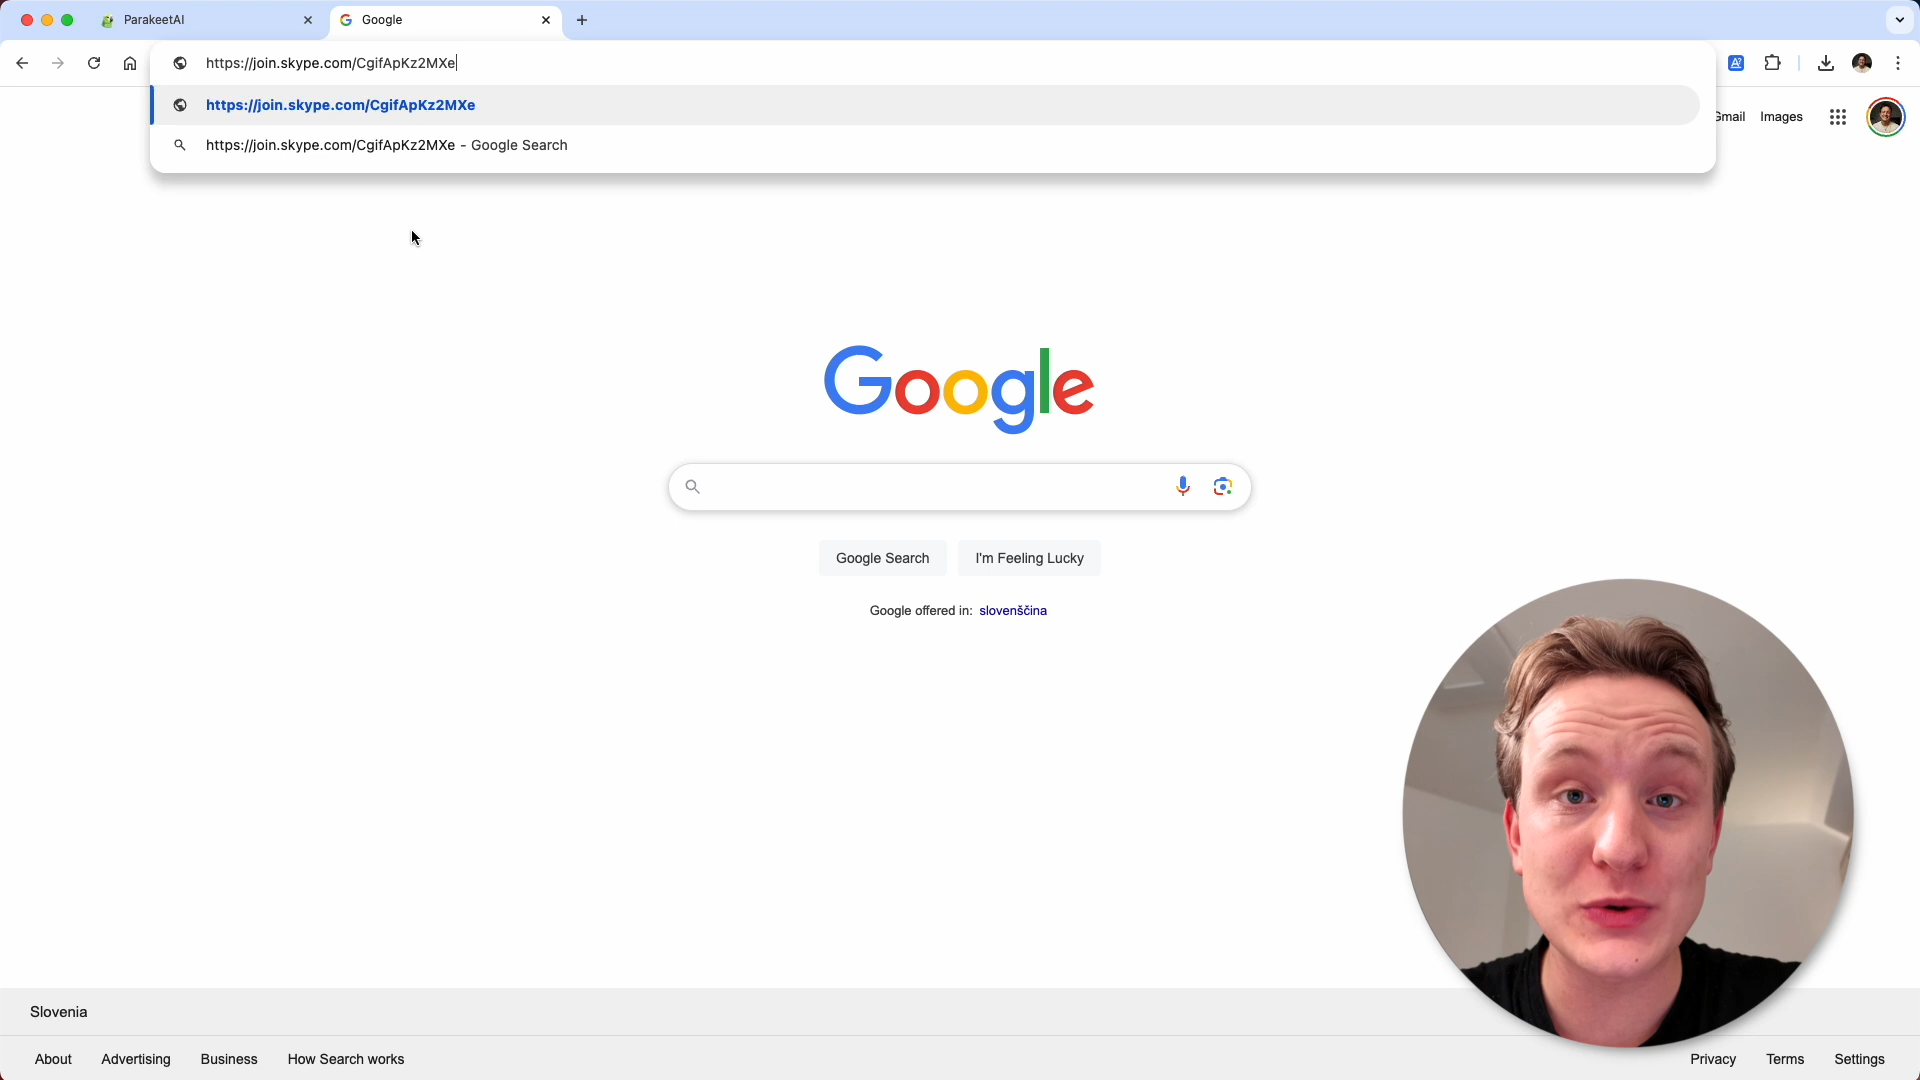 ParakeetAI
Google
https://join.skype.com/CgifApKz2MXe
https://join.skype.com/CgifApKz2MXe
https://join.skype.com/CgifApKz2MXe - Google Search
Gmail Images
Google
Google Search I'm Feeling Lucky
Google offered in: slovenščina
Slovenia
About Advertising Business How Search works Privacy Terms Settings